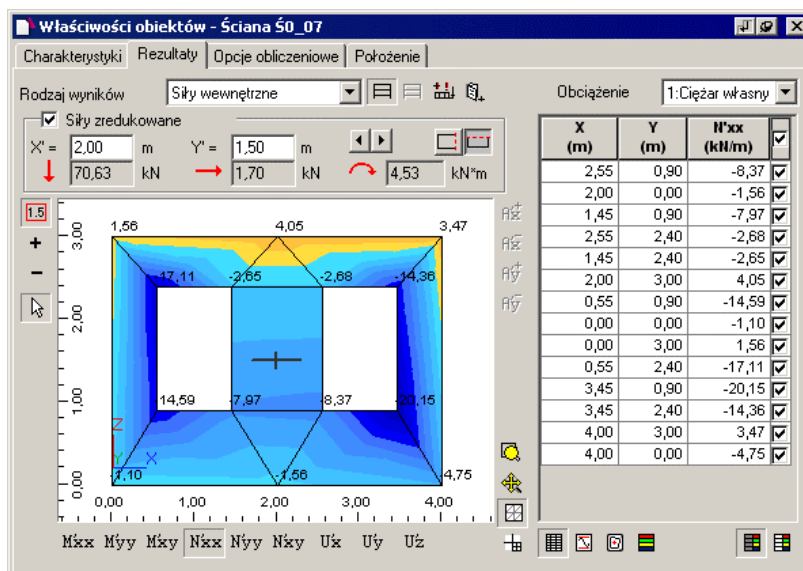 Właściwości obiektów - Ściana Ś0_07
Charakterystyki Rezultaty Opcje obliczeniowe Położenie
Rodzaj wyników Siły wewnętrzne Obciążenie 1:Ciężar własny
Siły zredukowane
X' = 2,00 m Y' = 1,50 m
70,63 kN 1,70 kN 4,53 kN*m
X (m) Y (m) N'xx (kN/m)
2,55 0,90 -8,37
2,00 0,00 -1,56
1,45 0,90 -7,97
2,55 2,40 -2,68
1,45 2,40 -2,65
2,00 3,00 4,05
0,55 0,90 -14,59
0,00 0,00 -1,10
0,00 3,00 1,56
0,55 2,40 -17,11
3,45 0,90 -20,15
3,45 2,40 -14,36
4,00 3,00 3,47
4,00 0,00 -4,75
1.5
+
−
1,56 4,05 3,47
-17,11 -2,65 -2,68 -14,36
14,59 -7,97 -8,37 -20,15
-1,10 -1,56 4,75
3,00
2,00
1,00
0,00
Z
Y X
0,00 1,00 2,00 3,00 4,00
Mxx Myy Mxy N'xx Nyy Nxy Ux Uy Uz